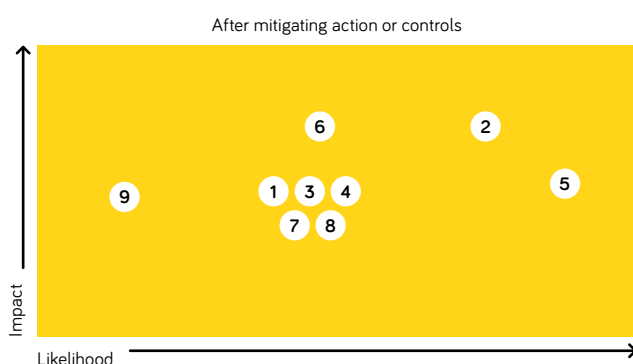 After mitigating action or controls
6
2
5
1 3 4
9
7 8
Impact
Likelihood